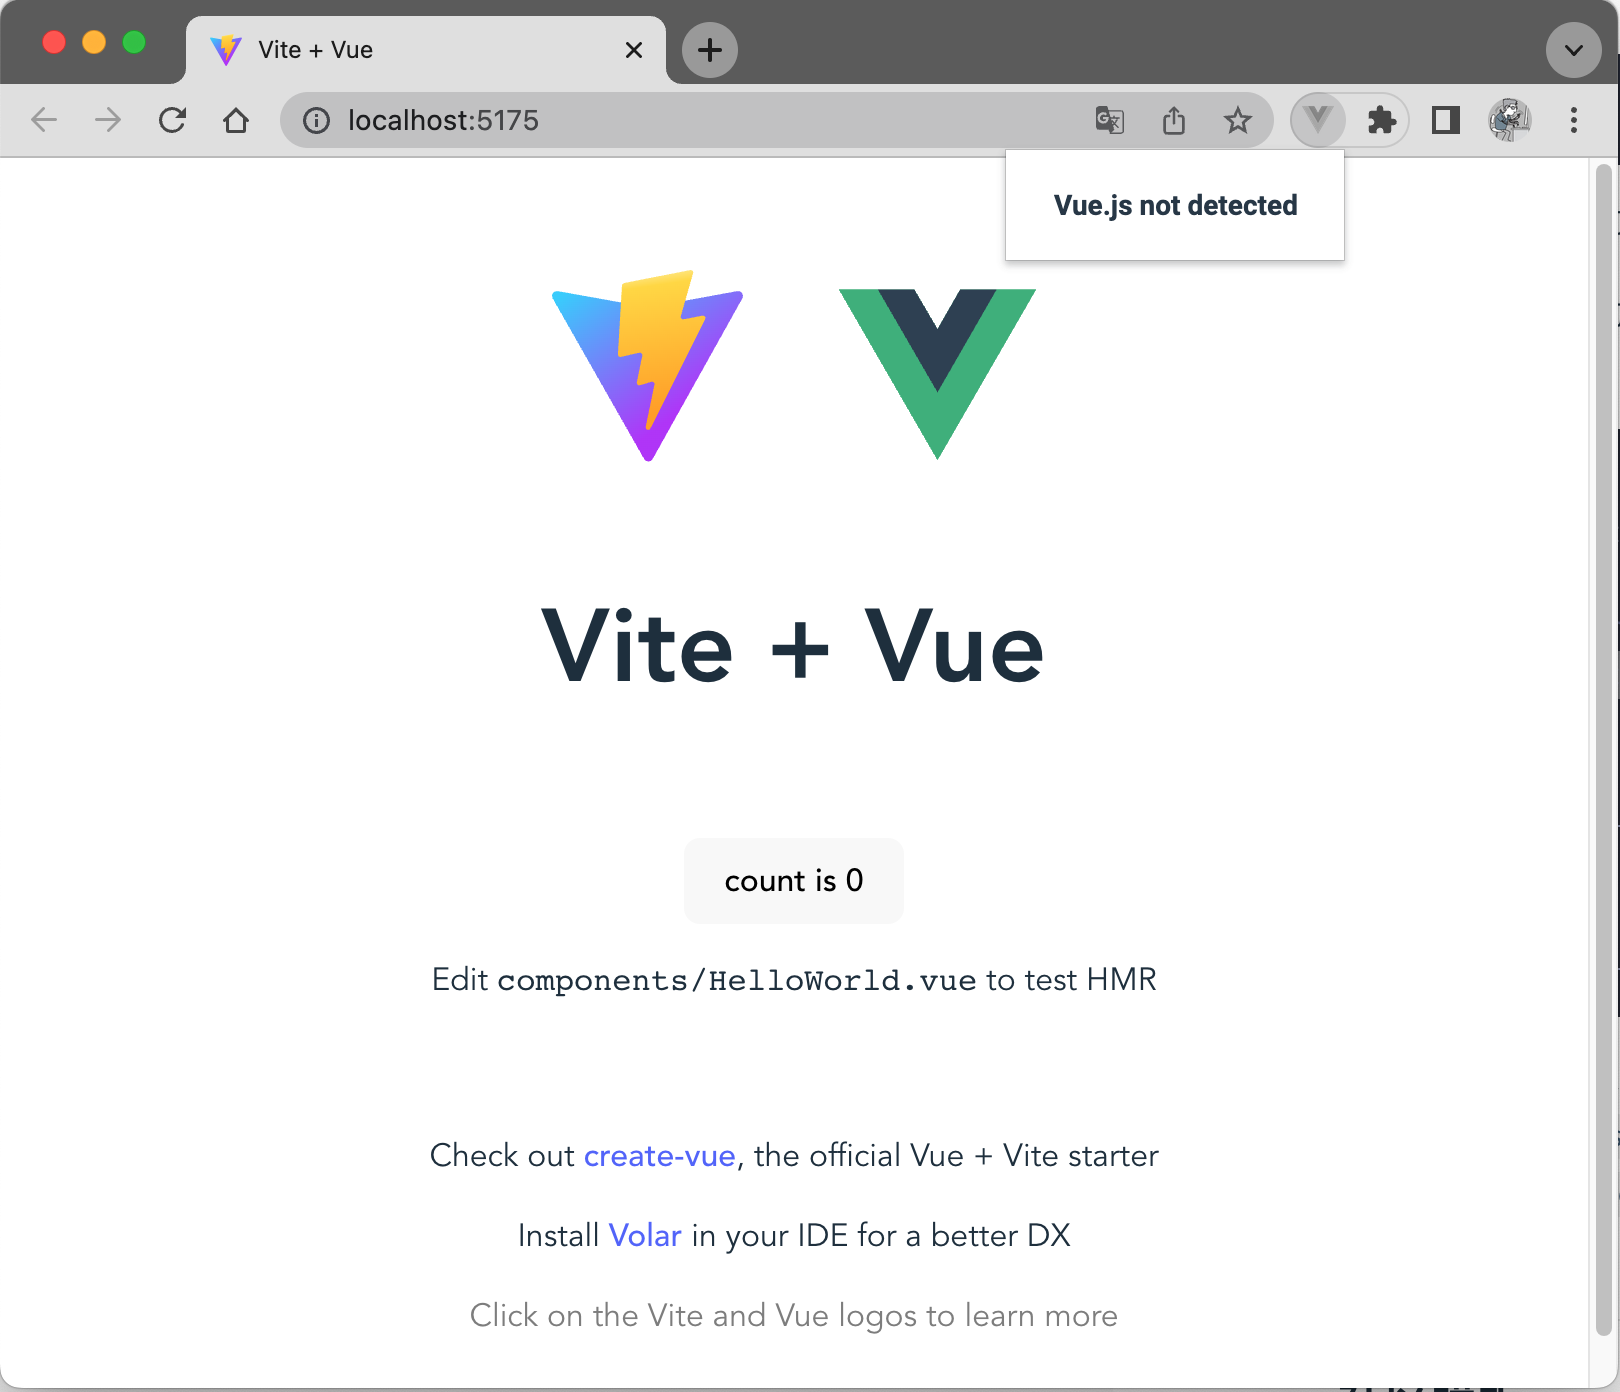 Vite + Vue
localhost:5175
Vue.js not detected
Vite + Vue
count is 0
Edit components/HelloWorld.vue to test HMR
Check out create-vue, the official Vue + Vite starter
Install Volar in your IDE for a better DX
Click on the Vite and Vue logos to learn more